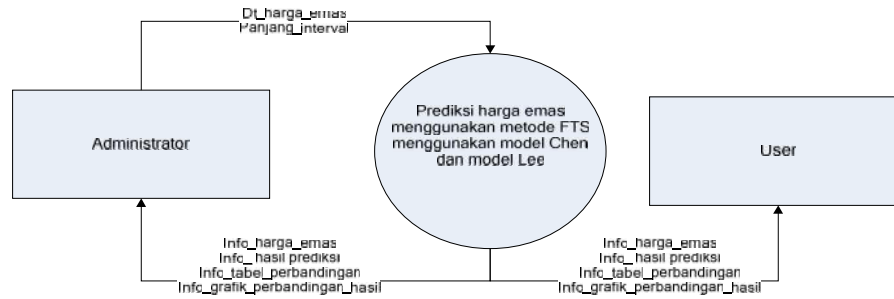 Dt_harga_emas
Panjang_interval
Administrator
Prediksi harga emas
menggunakan metode FTS
menggunakan model Chen
dan model Lee
User
Info_harga_emas
Info_hasil prediksi
Info_tabel_perbandingan
Info_grafik_perbandingan_hasil
Info_harga_emas
Info_hasil prediksi
Info_tabel_perbandingan
Info_grafik_perbandingan_hasil